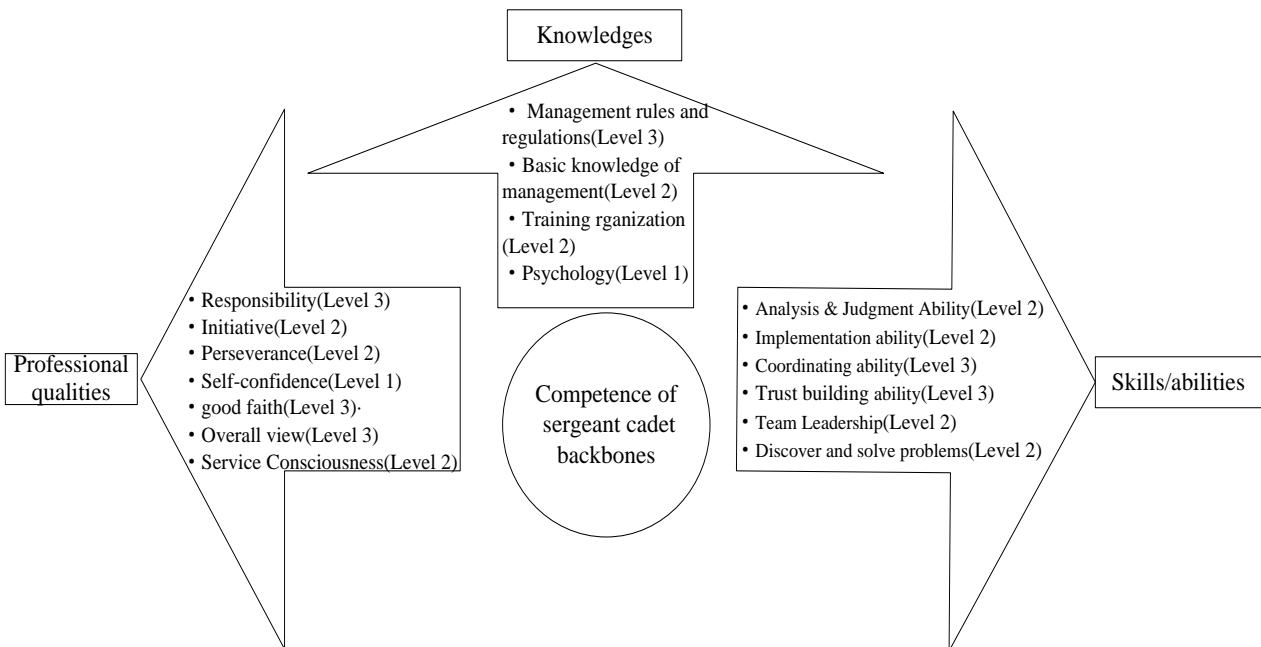 Knowledges
• Management rules and
regulations(Level 3)
• Basic knowledge of
management(Level 2)
• Training rganization
(Level 2)
• Psychology(Level 1)
• Responsibility(Level 3)
• Initiative(Level 2)
• Perseverance(Level 2)
• Self-confidence(Level 1)
• good faith(Level 3)·
• Overall view(Level 3)
• Service Consciousness(Level 2)
Professional
qualities
Competence of
sergeant cadet
backbones
• Analysis & Judgment Ability(Level 2)
• Implementation ability(Level 2)
• Coordinating ability(Level 3)
• Trust building ability(Level 3)
• Team Leadership(Level 2)
• Discover and solve problems(Level 2)
Skills/abilities